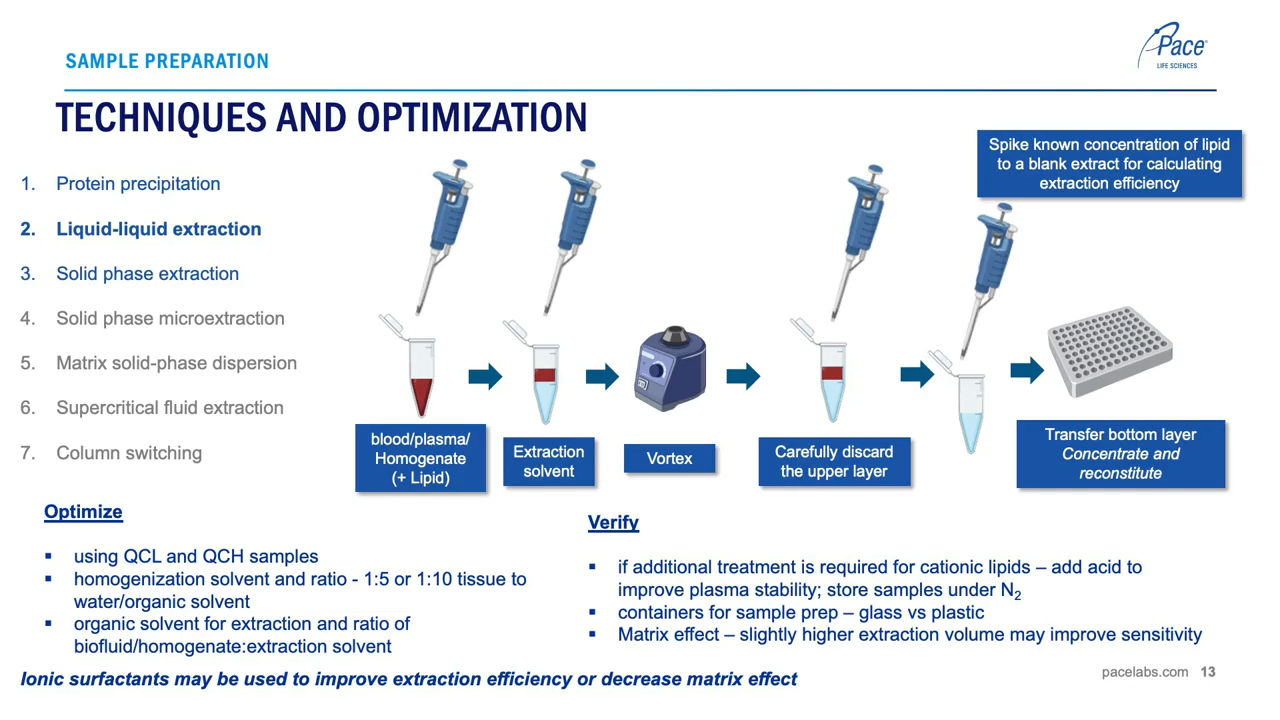 SAMPLE PREPARATION
Pace®
LIFE SCIENCES
TECHNIQUES AND OPTIMIZATION
1. Protein precipitation
2. Liquid-liquid extraction
3. Solid phase extraction
4. Solid phase microextraction
5. Matrix solid-phase dispersion
6. Supercritical fluid extraction
7. Column switching
Spike known concentration of lipid
to a blank extract for calculating
extraction efficiency
blood/plasma/
Homogenate
(+ Lipid)
Extraction
solvent
Vortex
Carefully discard
the upper layer
Transfer bottom layer
Concentrate and
reconstitute
Optimize
▪ using QCL and QCH samples
▪ homogenization solvent and ratio - 1:5 or 1:10 tissue to
water/organic solvent
▪ organic solvent for extraction and ratio of
biofluid/homogenate:extraction solvent
Verify
▪ if additional treatment is required for cationic lipids – add acid to
improve plasma stability; store samples under N₂
▪ containers for sample prep – glass vs plastic
▪ Matrix effect – slightly higher extraction volume may improve sensitivity
Ionic surfactants may be used to improve extraction efficiency or decrease matrix effect
pacelabs.com 13